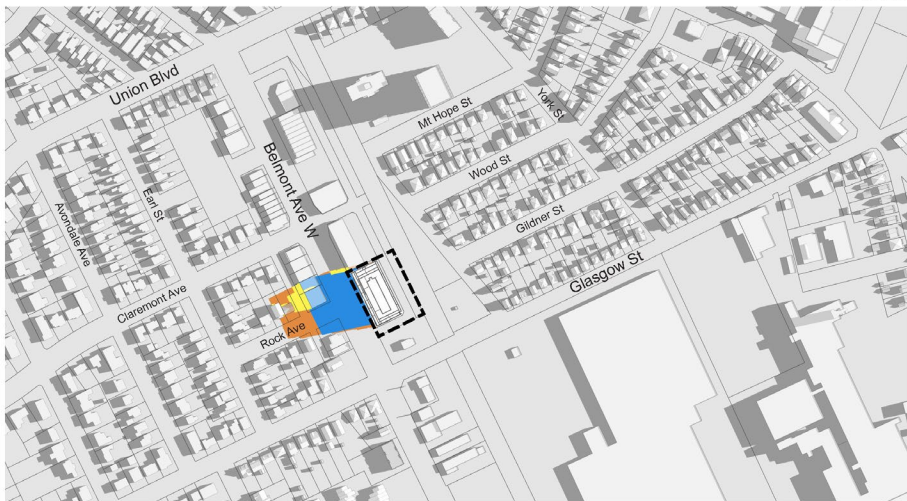 Union Blvd
Mt Hope St
York St
Belmont Ave W
Wood St
Earl St
Avondale Ave
Gildner St
Glasgow St
Claremont Ave
Rock Ave